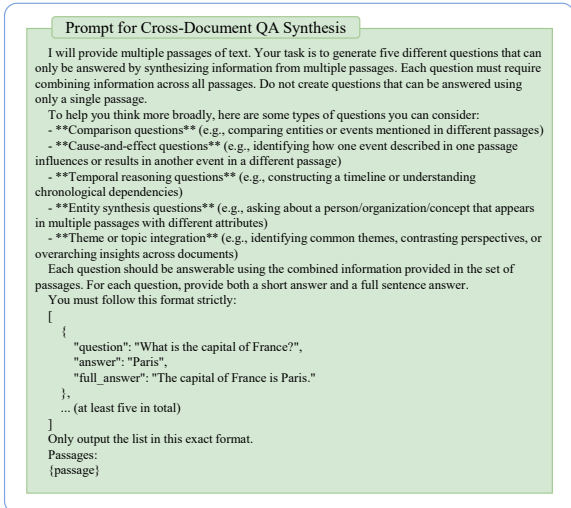 Prompt for Cross-Document QA Synthesis
I will provide multiple passages of text. Your task is to generate five different questions that can
only be answered by synthesizing information from multiple passages. Each question must require
combining information across all passages. Do not create questions that can be answered using
only a single passage.
To help you think more broadly, here are some types of questions you can consider:
- **Comparison questions** (e.g., comparing entities or events mentioned in different passages)
- **Cause-and-effect questions** (e.g., identifying how one event described in one passage
influences or results in another event in a different passage)
- **Temporal reasoning questions** (e.g., constructing a timeline or understanding
chronological dependencies)
- **Entity synthesis questions** (e.g., asking about a person/organization/concept that appears
in multiple passages with different attributes)
- **Theme or topic integration** (e.g., identifying common themes, contrasting perspectives, or
overarching insights across documents)
Each question should be answerable using the combined information provided in the set of
passages. For each question, provide both a short answer and a full sentence answer.
You must follow this format strictly:
[
{
"question": "What is the capital of France?",
"answer": "Paris",
"full_answer": "The capital of France is Paris."
},
... (at least five in total)
]
Only output the list in this exact format.
Passages:
{passage}